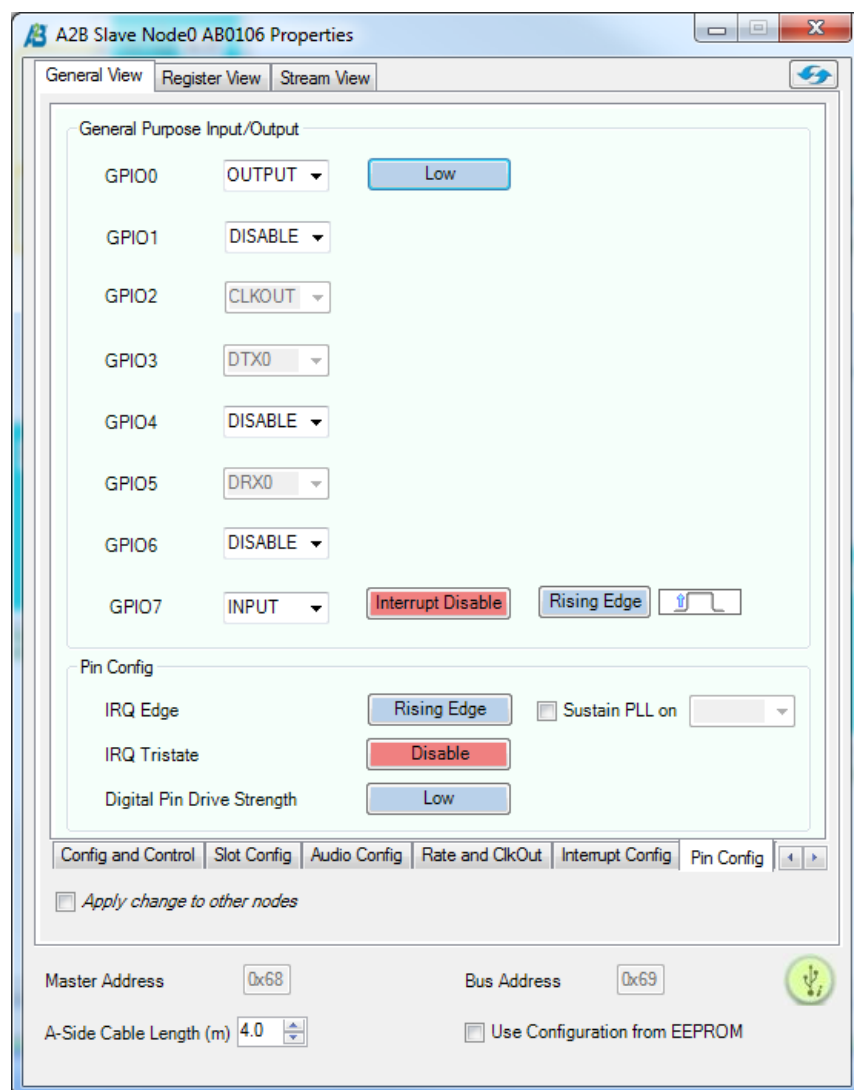 A2B Slave Node0 AB0106 Properties
General View Register View Stream View
General Purpose Input/Output
GPIO0 OUTPUT Low
GPIO1 DISABLE
GPIO2 CLKOUT
GPIO3 DTX0
GPIO4 DISABLE
GPIO5 DRX0
GPIO6 DISABLE
GPIO7 INPUT Interrupt Disable Rising Edge
Pin Config
IRQ Edge Rising Edge Sustain PLL on
IRQ Tristate Disable
Digital Pin Drive Strength Low
Config and Control Slot Config Audio Config Rate and ClkOut Interrupt Config Pin Config
Apply change to other nodes
Master Address 0x68 Bus Address 0x69
A-Side Cable Length (m) 4.0 Use Configuration from EEPROM